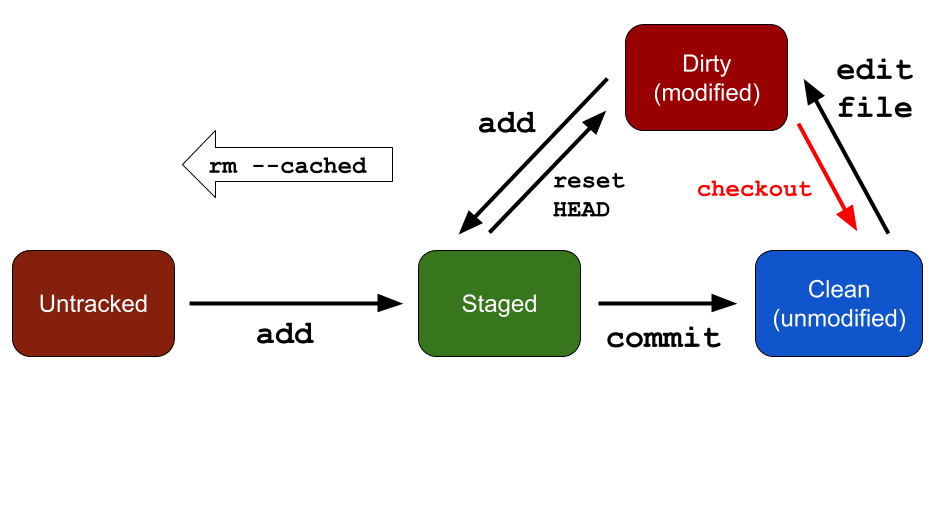 Dirty
(modified)
edit
file
add
rm --cached
reset
HEAD
checkout
Untracked
Staged
Clean
(unmodified)
add
commit